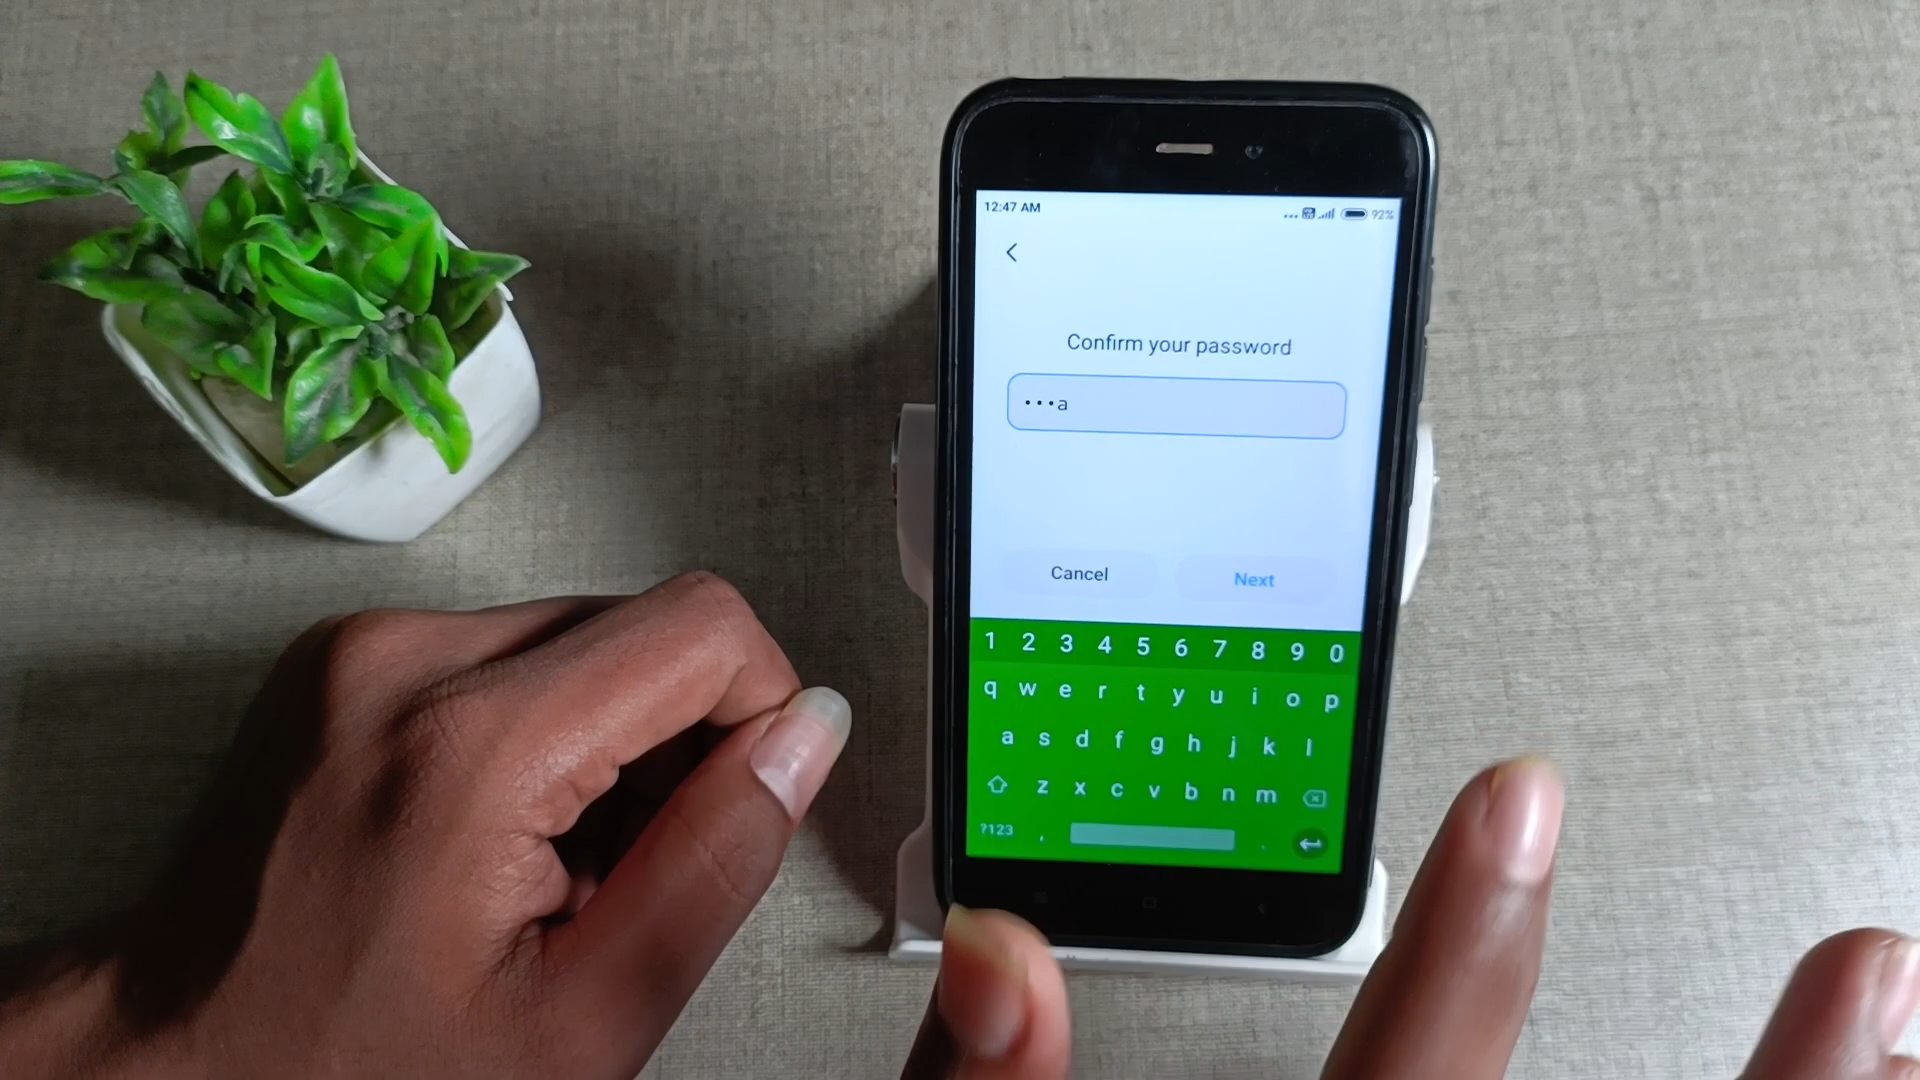 12:47 AM 92%
Confirm your password
•••a
Cancel Next
1 2 3 4 5 6 7 8 9 0
q w e r t y u i o p
a s d f g h j k l
z x c v b n m
?123 , .